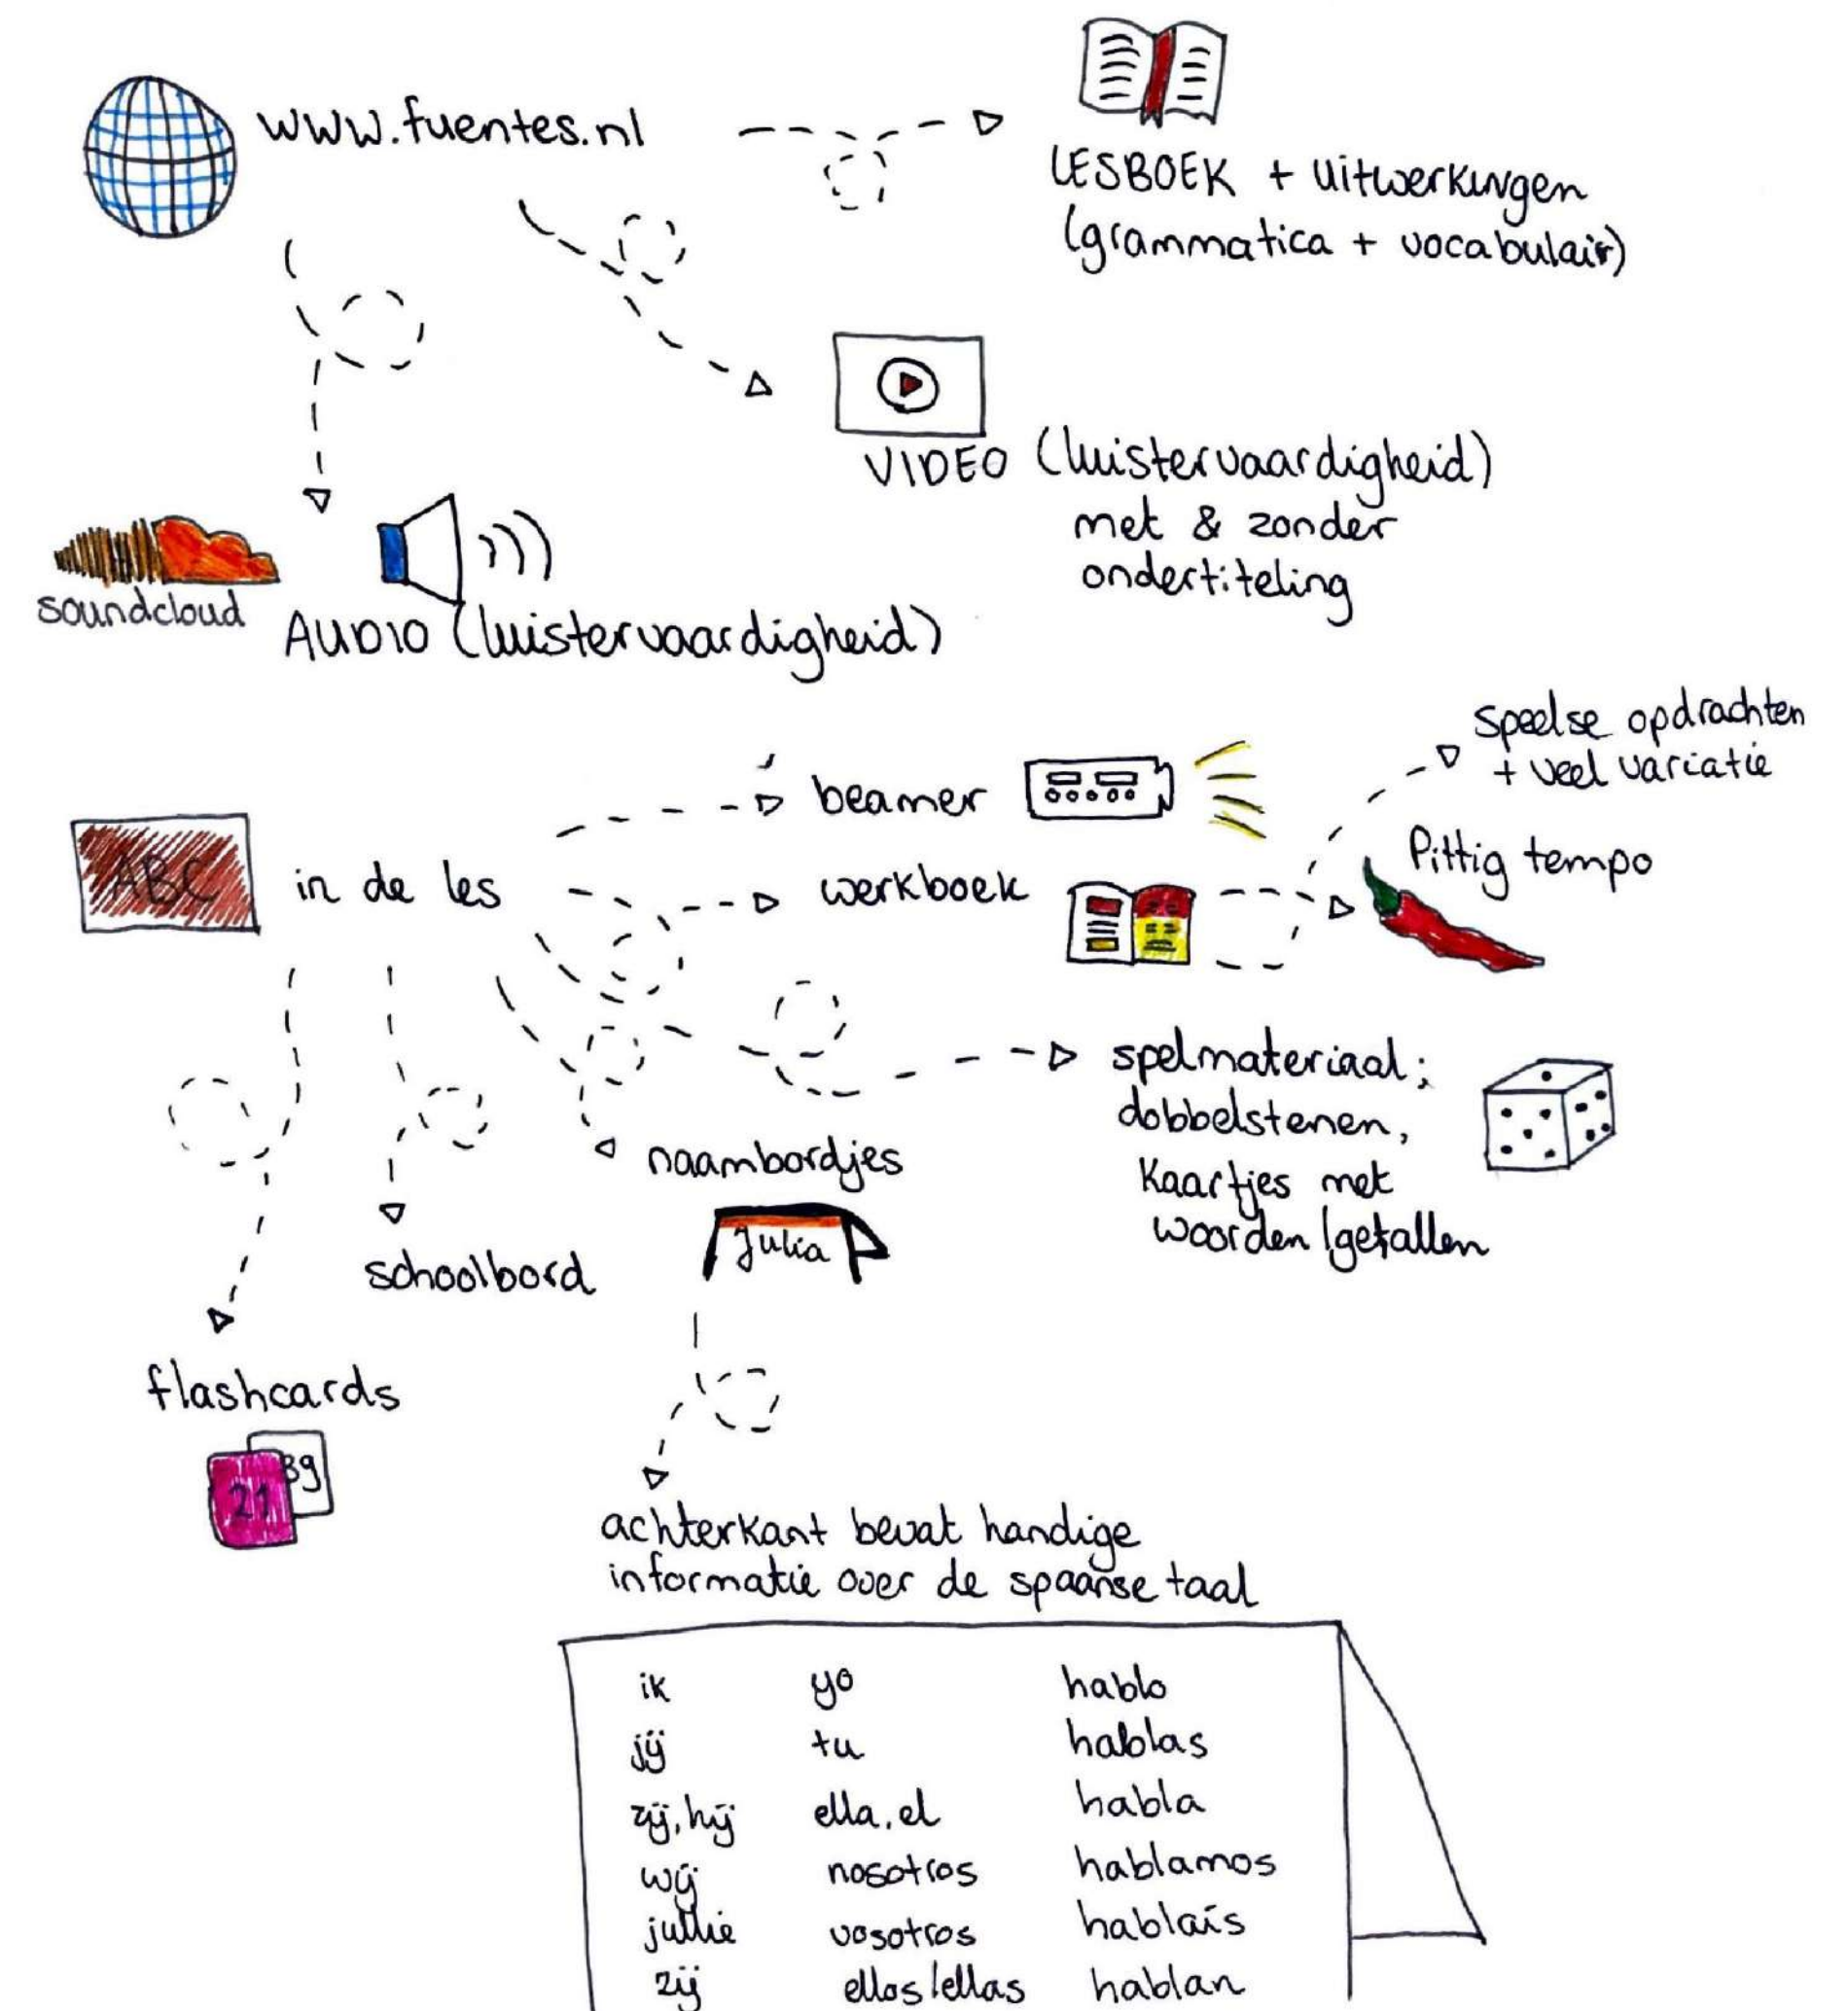 www.fuentes.nl
LESBOEK + uitwerkingen
(grammatica + vocabulair)
VIDEO (luistervaardigheid)
met & zonder
ondertiteling
soundcloud
AUDIO (luistervaardigheid)
speelse opdrachten
+ veel variatie
beamer
Pittig tempo
ABC
in de les
werkboek
spelmateriaal;
dobbelstenen,
kaartjes met
woorden/getallen
naambordjes
Julia
schoolbord
flashcards
89
21
achterkant bevat handige
informatie over de spaanse taal
ik yo hablo
jij tu hablas
zij, hij ella, el habla
wij nosotros hablamos
jullie vosotros hablaís
zij ellos/ellas hablan